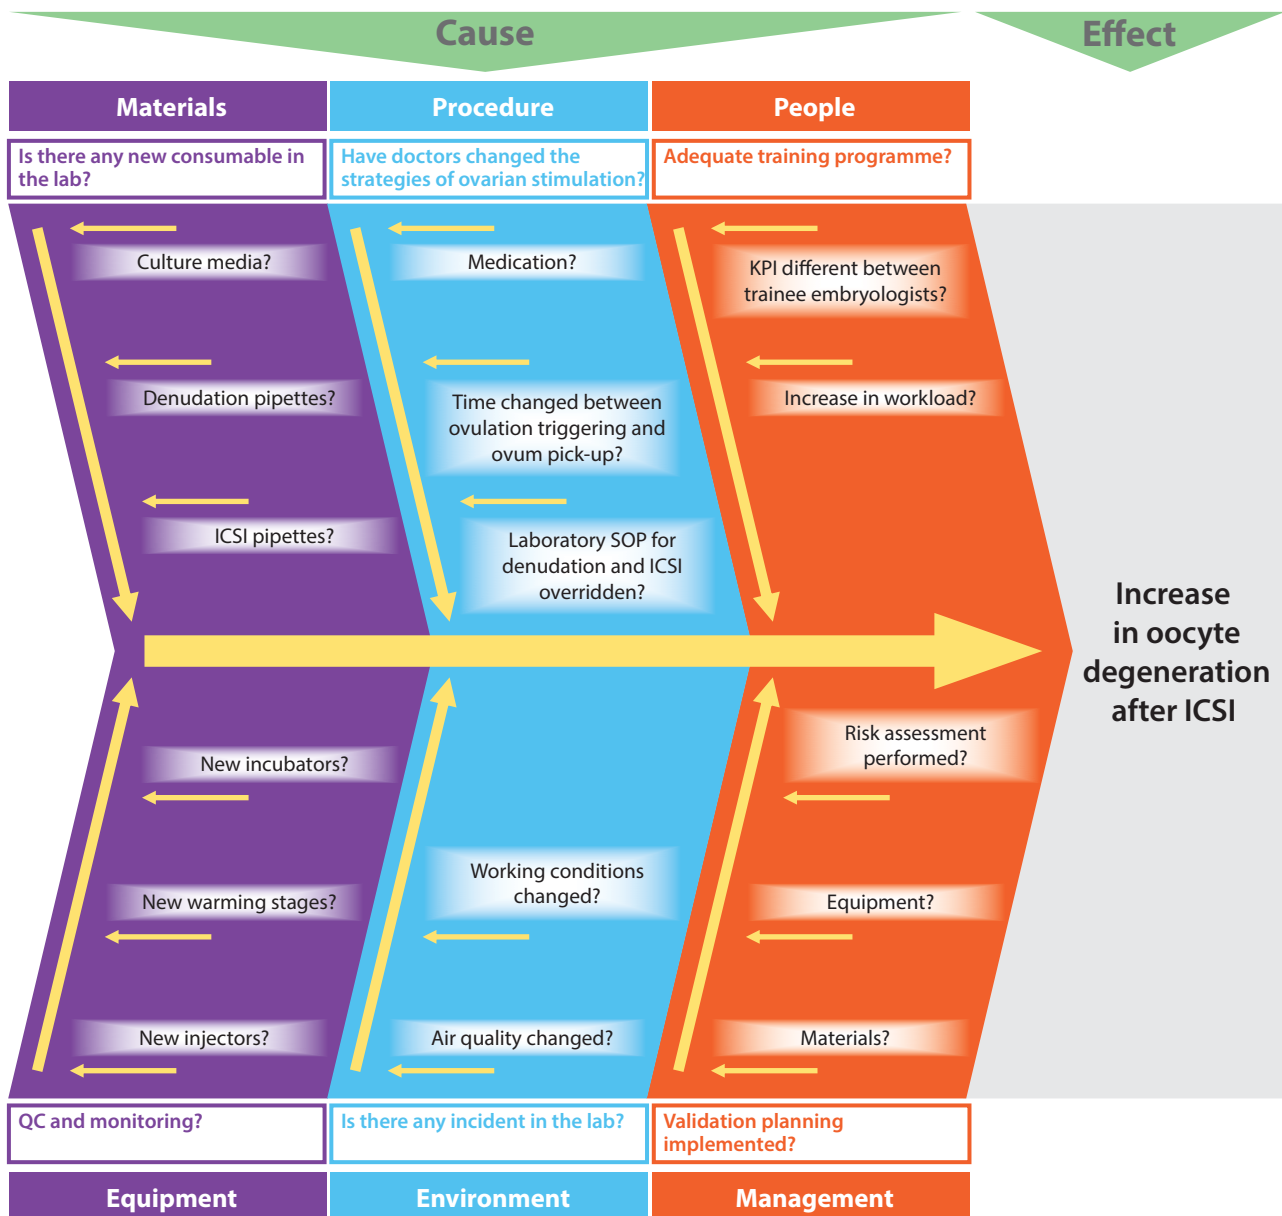 Cause
Effect
Materials
Procedure
People
Is there any new consumable in
the lab?
Have doctors changed the
strategies of ovarian stimulation?
Adequate training programme?
Culture media?
Medication?
KPI different between
trainee embryologists?
Denudation pipettes?
Time changed between
ovulation triggering and
ovum pick-up?
Increase in workload?
ICSI pipettes?
Laboratory SOP for
denudation and ICSI
overridden?
Increase
in oocyte
degeneration
after ICSI
New incubators?
Risk assessment
performed?
New warming stages?
Working conditions
changed?
Equipment?
New injectors?
Air quality changed?
Materials?
QC and monitoring?
Is there any incident in the lab?
Validation planning
implemented?
Equipment
Environment
Management